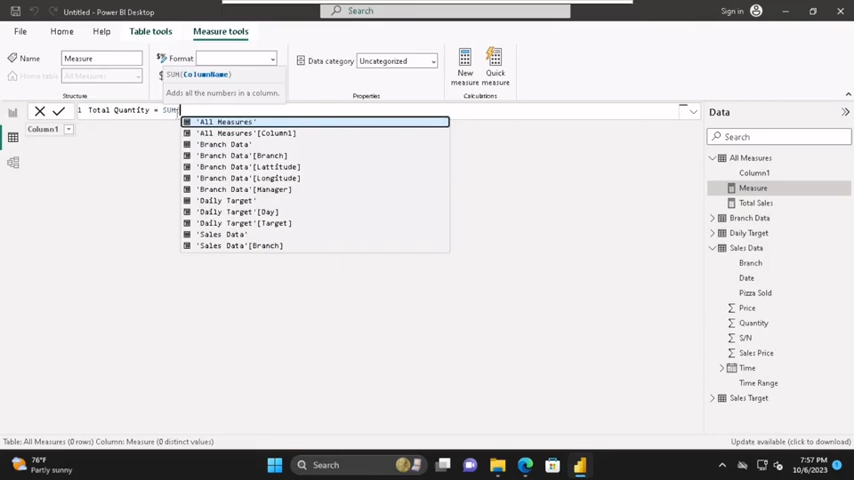 Untitled - Power BI Desktop
Search
Sign in
File
Home
Help
Table tools
Measure tools
Name
Measure
Format
Data category
Uncategorized
New measure
Quick measure
Home table
All Measures
SUM(ColumnName)
Adds all the numbers in a column.
Structure
Properties
Calculations
1 Total Quantity = SUM(
Column1
'All Measures'
'All Measures'[Column1]
'Branch Data'
'Branch Data'[Branch]
'Branch Data'[Lattitude]
'Branch Data'[Longitude]
'Branch Data'[Manager]
'Daily Target'
'Daily Target'[Day]
'Daily Target'[Target]
'Sales Data'
'Sales Data'[Branch]
Data
Search
All Measures
Column1
Measure
Total Sales
Branch Data
Daily Target
Sales Data
Branch
Date
Pizza Sold
Price
Quantity
S/N
Sales Price
Time
Time Range
Sales Target
Table: All Measures (0 rows) Column: Measure (0 distinct values)
Update available (click to download)
76°F
Partly sunny
Search
7:57 PM
10/6/2023